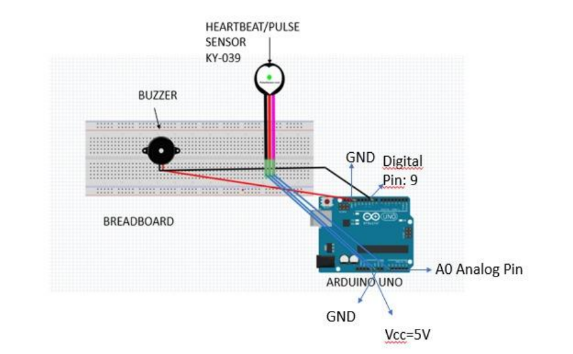 HEARTBEAT/PULSE
SENSOR
KY-039
BUZZER
GND
Digital
Pin: 9
BREADBOARD
UNO
A0 Analog Pin
ARDUINO UNO
GND
Vcc=5V